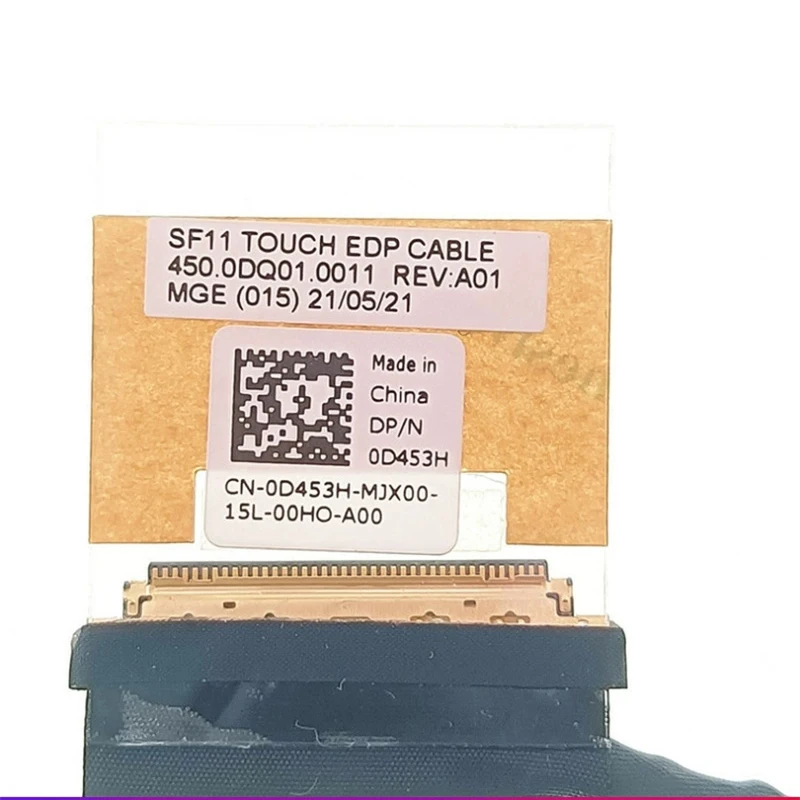 SF11 TOUCH EDP CABLE
450.0DQ01.0011 REV:A01
MGE (015) 21/05/21
Made in
China
DP/N
0D453H
CN-0D453H-MJX00-
15L-00HO-A00